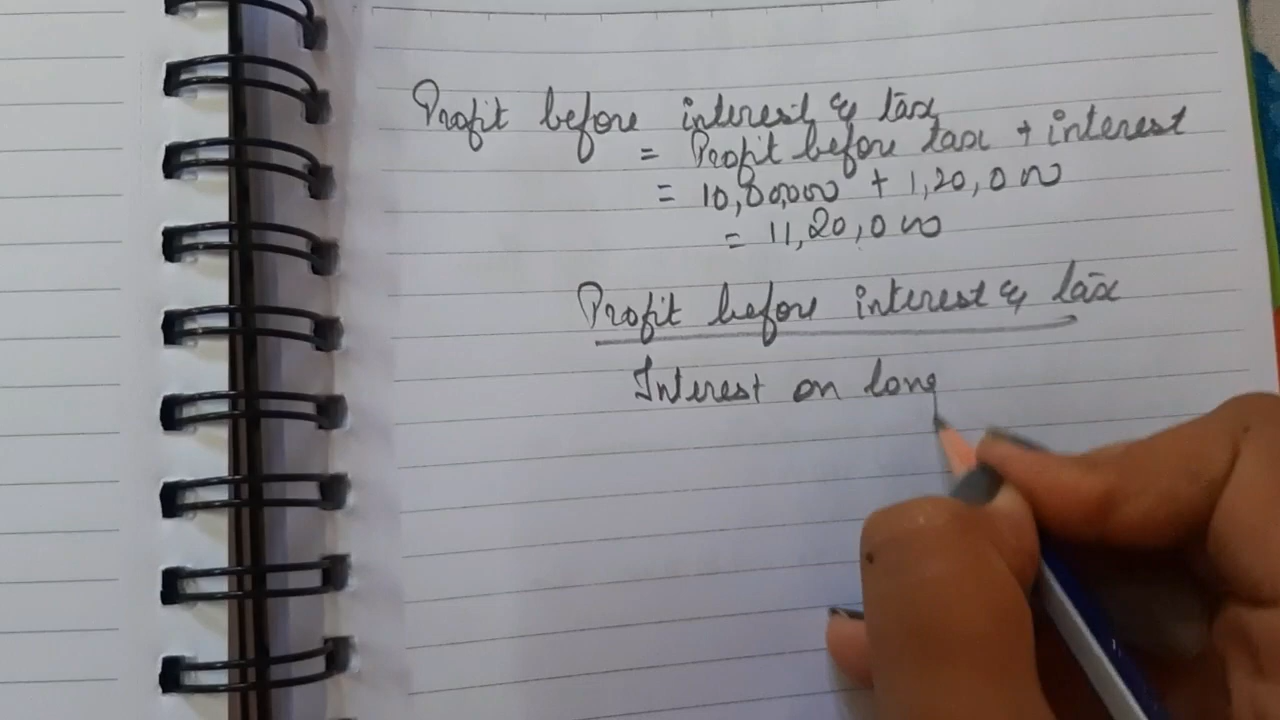 Profit before interest & tax
= Profit before tax + interest
= 10,00,000 + 1,20,000
= 11,20,000
Profit before interest & tax
Interest on long